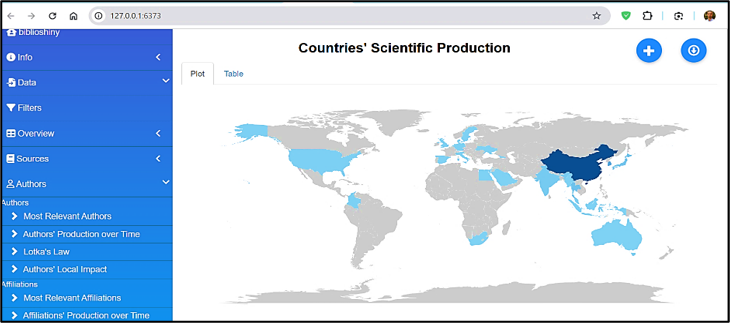 127.0.0.1:6373
biblioshiny
Info
Data
Filters
Overview
Sources
Authors
Authors
Most Relevant Authors
Authors' Production over Time
Lotka's Law
Authors' Local Impact
Affiliations
Most Relevant Affiliations
Affiliations' Production over Time
Countries' Scientific Production
Plot Table